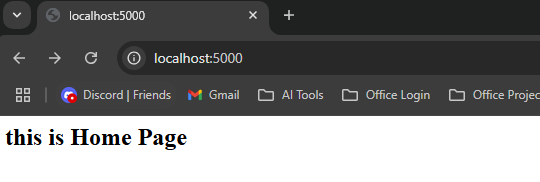 localhost:5000
localhost:5000
Discord | Friends Gmail AI Tools Office Login Office Projec
this is Home Page